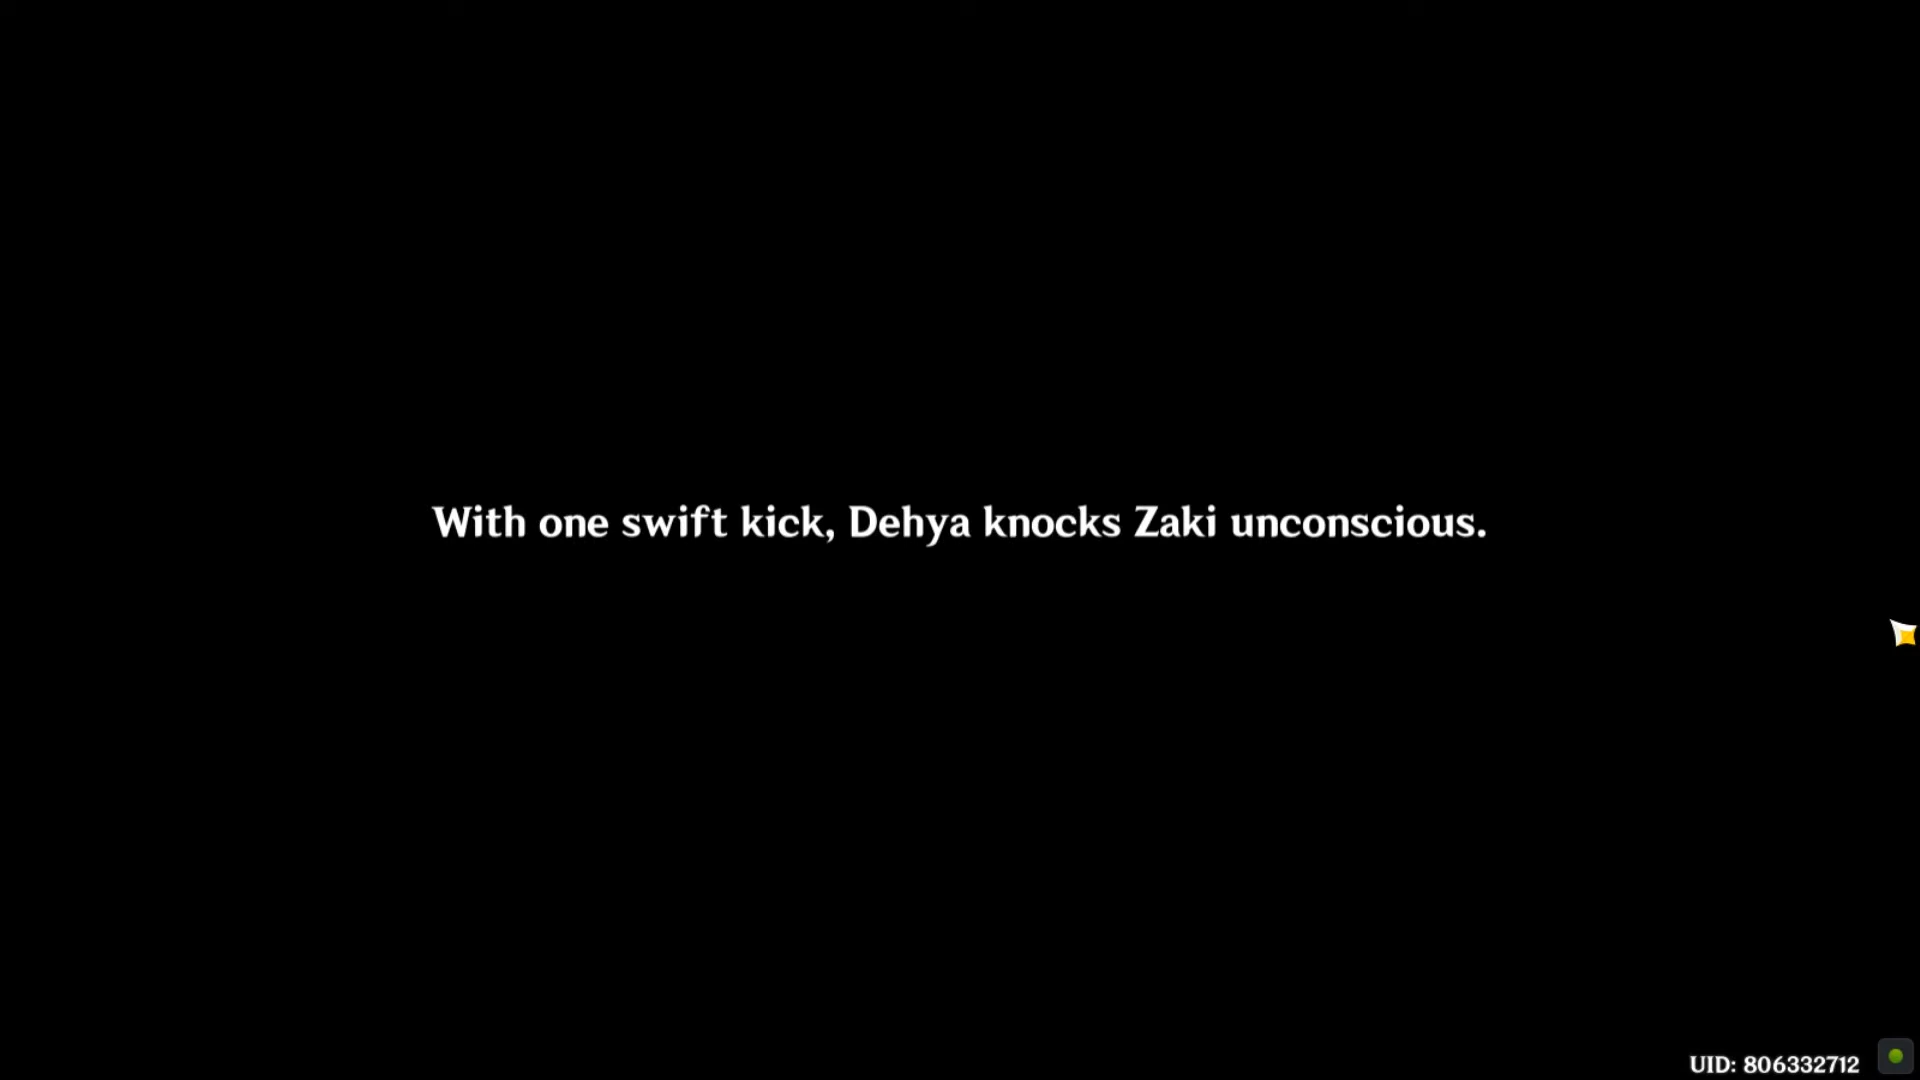 With one swift kick, Dehya knocks Zaki unconscious.
UID: 806332712